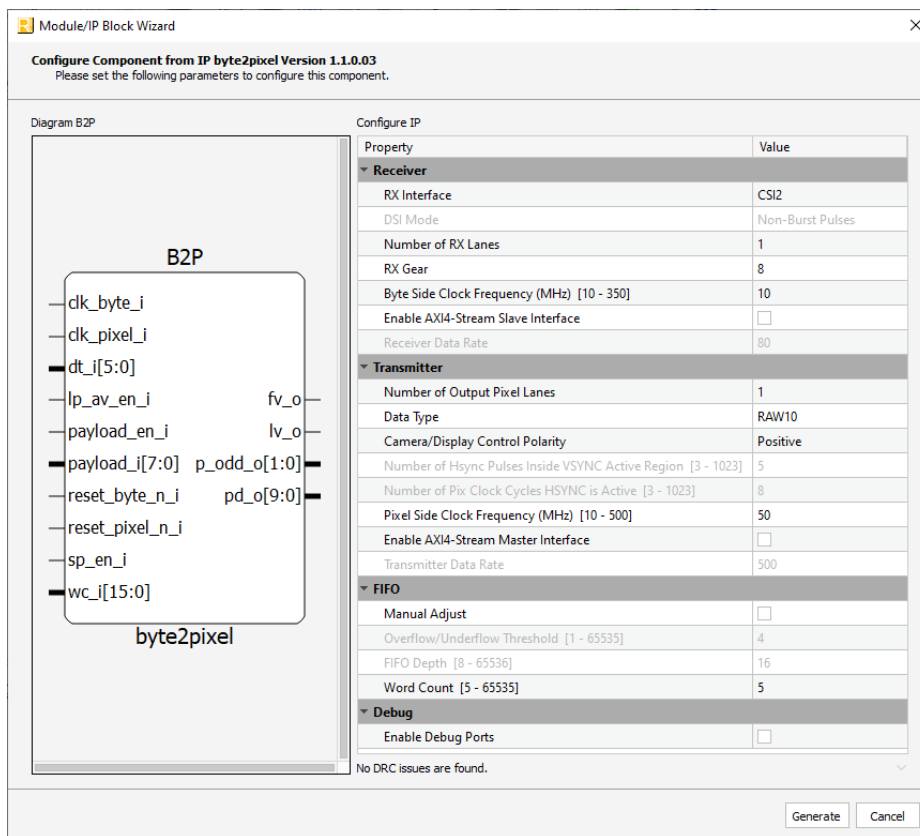 Module/IP Block Wizard
Configure Component from IP byte2pixel Version 1.1.0.03
Please set the following parameters to configure this component.
Diagram B2P
B2P
clk_byte_i
clk_pixel_i
dt_i[5:0]
lp_av_en_i fv_o
payload_en_i lv_o
payload_i[7:0] p_odd_o[1:0]
reset_byte_n_i pd_o[9:0]
reset_pixel_n_i
sp_en_i
wc_i[15:0]
byte2pixel
Configure IP
Property Value
Receiver
RX Interface CSI2
DSI Mode Non-Burst Pulses
Number of RX Lanes 1
RX Gear 8
Byte Side Clock Frequency (MHz) [10 - 350] 10
Enable AXI4-Stream Slave Interface
Receiver Data Rate 80
Transmitter
Number of Output Pixel Lanes 1
Data Type RAW10
Camera/Display Control Polarity Positive
Number of Hsync Pulses Inside VSYNC Active Region [3 - 1023] 5
Number of Pix Clock Cycles HSYNC is Active [3 - 1023] 8
Pixel Side Clock Frequency (MHz) [10 - 500] 50
Enable AXI4-Stream Master Interface
Transmitter Data Rate 500
FIFO
Manual Adjust
Overflow/Underflow Threshold [1 - 65535] 4
FIFO Depth [8 - 65536] 16
Word Count [5 - 65535] 5
Debug
Enable Debug Ports
No DRC issues are found.
Generate Cancel